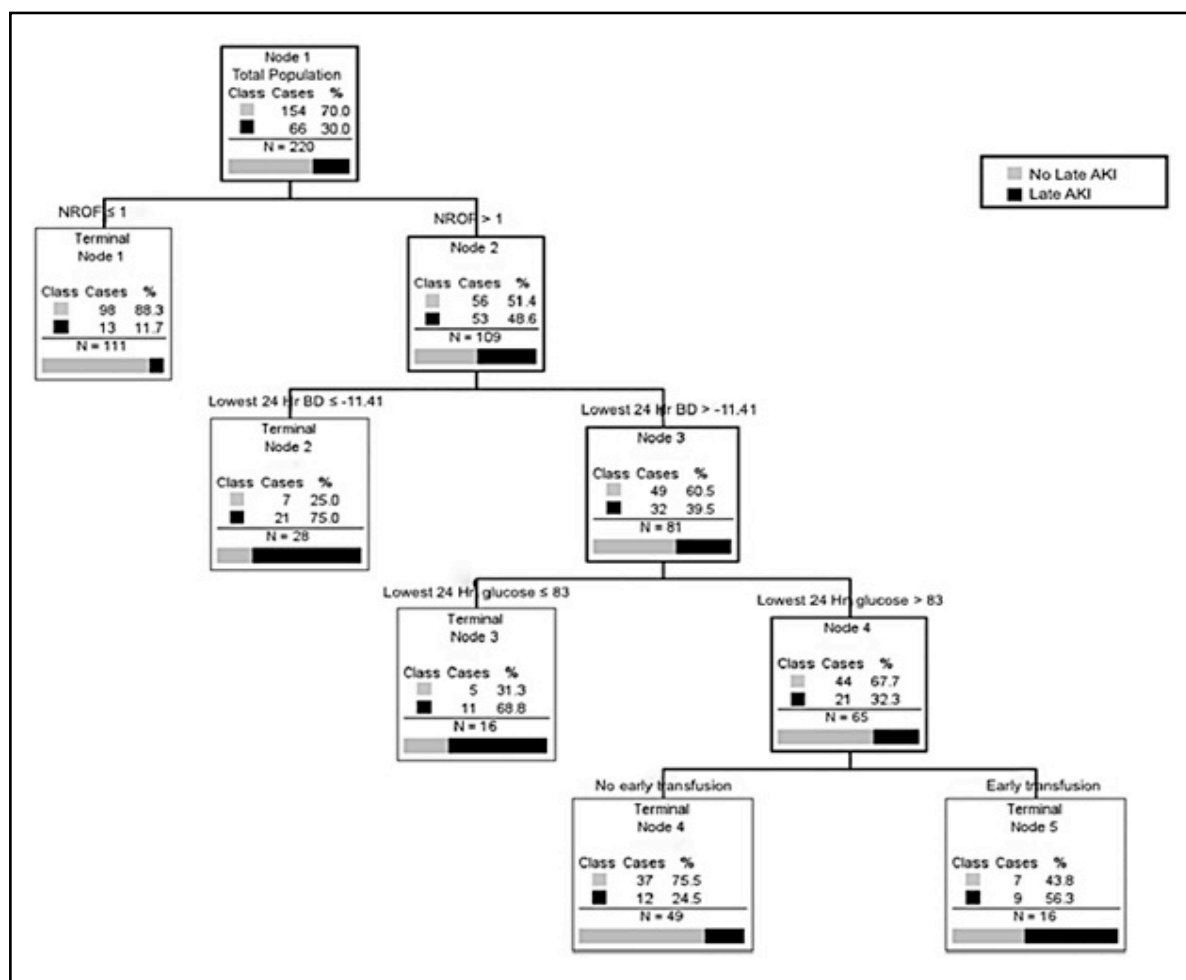 Node 1
Total Population
Class Cases %
154 70.0
66 30.0
N = 220
No Late AKI
Late AKI
NROF ≤ 1
NROF > 1
Terminal
Node 1
Class Cases %
98 88.3
13 11.7
N = 111
Node 2
Class Cases %
56 51.4
53 48.6
N = 109
Lowest 24 Hr BD ≤ -11.41
Lowest 24 Hr BD > -11.41
Terminal
Node 2
Class Cases %
7 25.0
21 75.0
N = 28
Node 3
Class Cases %
49 60.5
32 39.5
N = 81
Lowest 24 Hr glucose ≤ 83
Lowest 24 Hr glucose > 83
Terminal
Node 3
Class Cases %
5 31.3
11 68.8
N = 16
Node 4
Class Cases %
44 67.7
21 32.3
N = 65
No early transfusion
Early transfusion
Terminal
Node 4
Class Cases %
37 75.5
12 24.5
N = 49
Terminal
Node 5
Class Cases %
7 43.8
9 56.3
N = 16